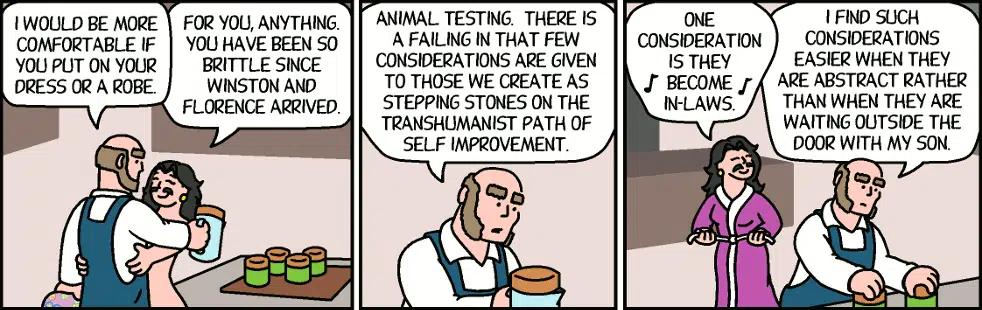 I WOULD BE MORE
COMFORTABLE IF
YOU PUT ON YOUR
DRESS OR A ROBE.
FOR YOU, ANYTHING.
YOU HAVE BEEN SO
BRITTLE SINCE
WINSTON AND
FLORENCE ARRIVED.
ANIMAL TESTING. THERE IS
A FAILING IN THAT FEW
CONSIDERATIONS ARE GIVEN
TO THOSE WE CREATE AS
STEPPING STONES ON THE
TRANSHUMANIST PATH OF
SELF IMPROVEMENT.
ONE
CONSIDERATION
IS THEY
♪ BECOME ♪
IN-LAWS.
I FIND SUCH
CONSIDERATIONS
EASIER WHEN THEY
ARE ABSTRACT RATHER
THAN WHEN THEY ARE
WAITING OUTSIDE THE
DOOR WITH MY SON.